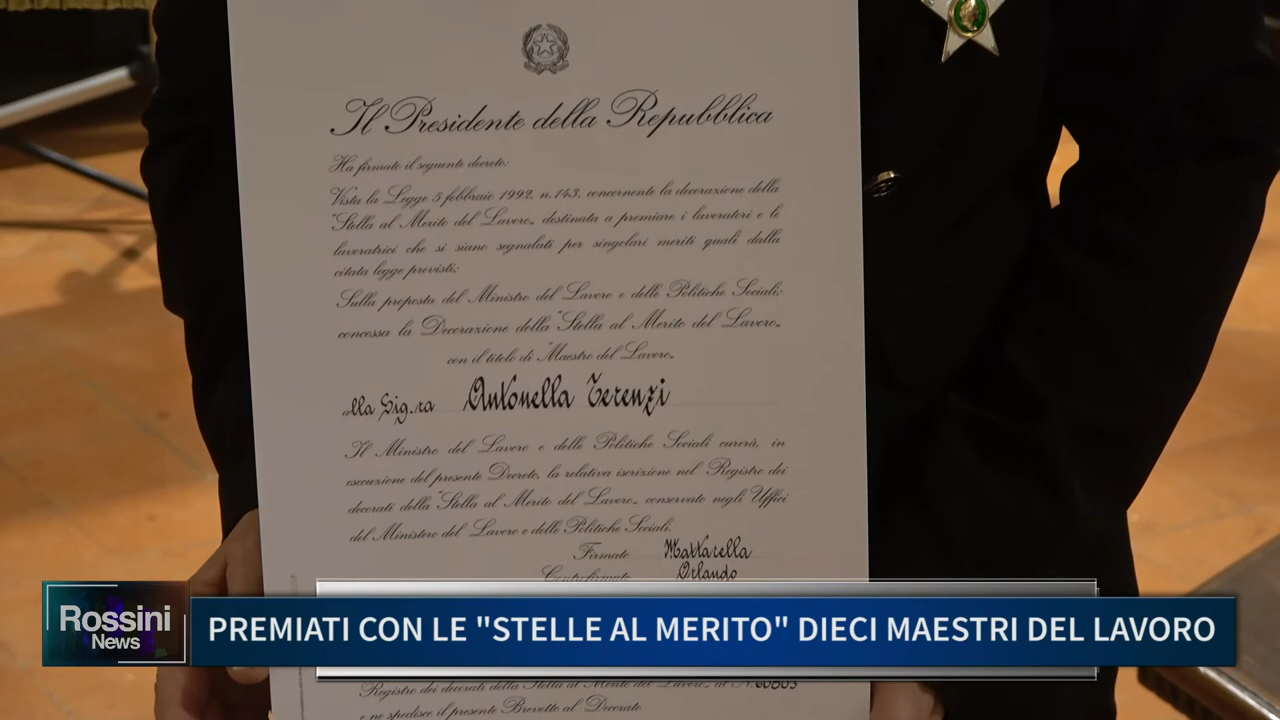 Il Presidente della Repubblica
Ha firmato il seguente decreto:
Vista la Legge 5 febbraio 1992, n. 143, concernente la decorazione della
"Stella al Merito del Lavoro„ destinata a premiare i lavoratori e le
lavoratrici che si siano segnalati per singolari meriti quali dalla
citata legge previsti;
Sulla proposta del Ministro del Lavoro e delle Politiche Sociali;
concessa la Decorazione della "Stella al Merito del Lavoro„
con il titolo di "Maestro del Lavoro„
alla Sig.ra Antonella Terenzi
Il Ministro del Lavoro e delle Politiche Sociali curerà, in
esecuzione del presente Decreto, la relativa iscrizione nel Registro dei
decorati della "Stella al Merito del Lavoro„ conservato negli Uffici
del Ministero del Lavoro e delle Politiche Sociali.
Firmato Mattarella
Controfirmato Orlando
Rossini
News
PREMIATI CON LE "STELLE AL MERITO" DIECI MAESTRI DEL LAVORO
Registro dei decorati della Stella al Merito del Lavoro„ al N.
e ne spedisce il presente Brevetto al Decorato